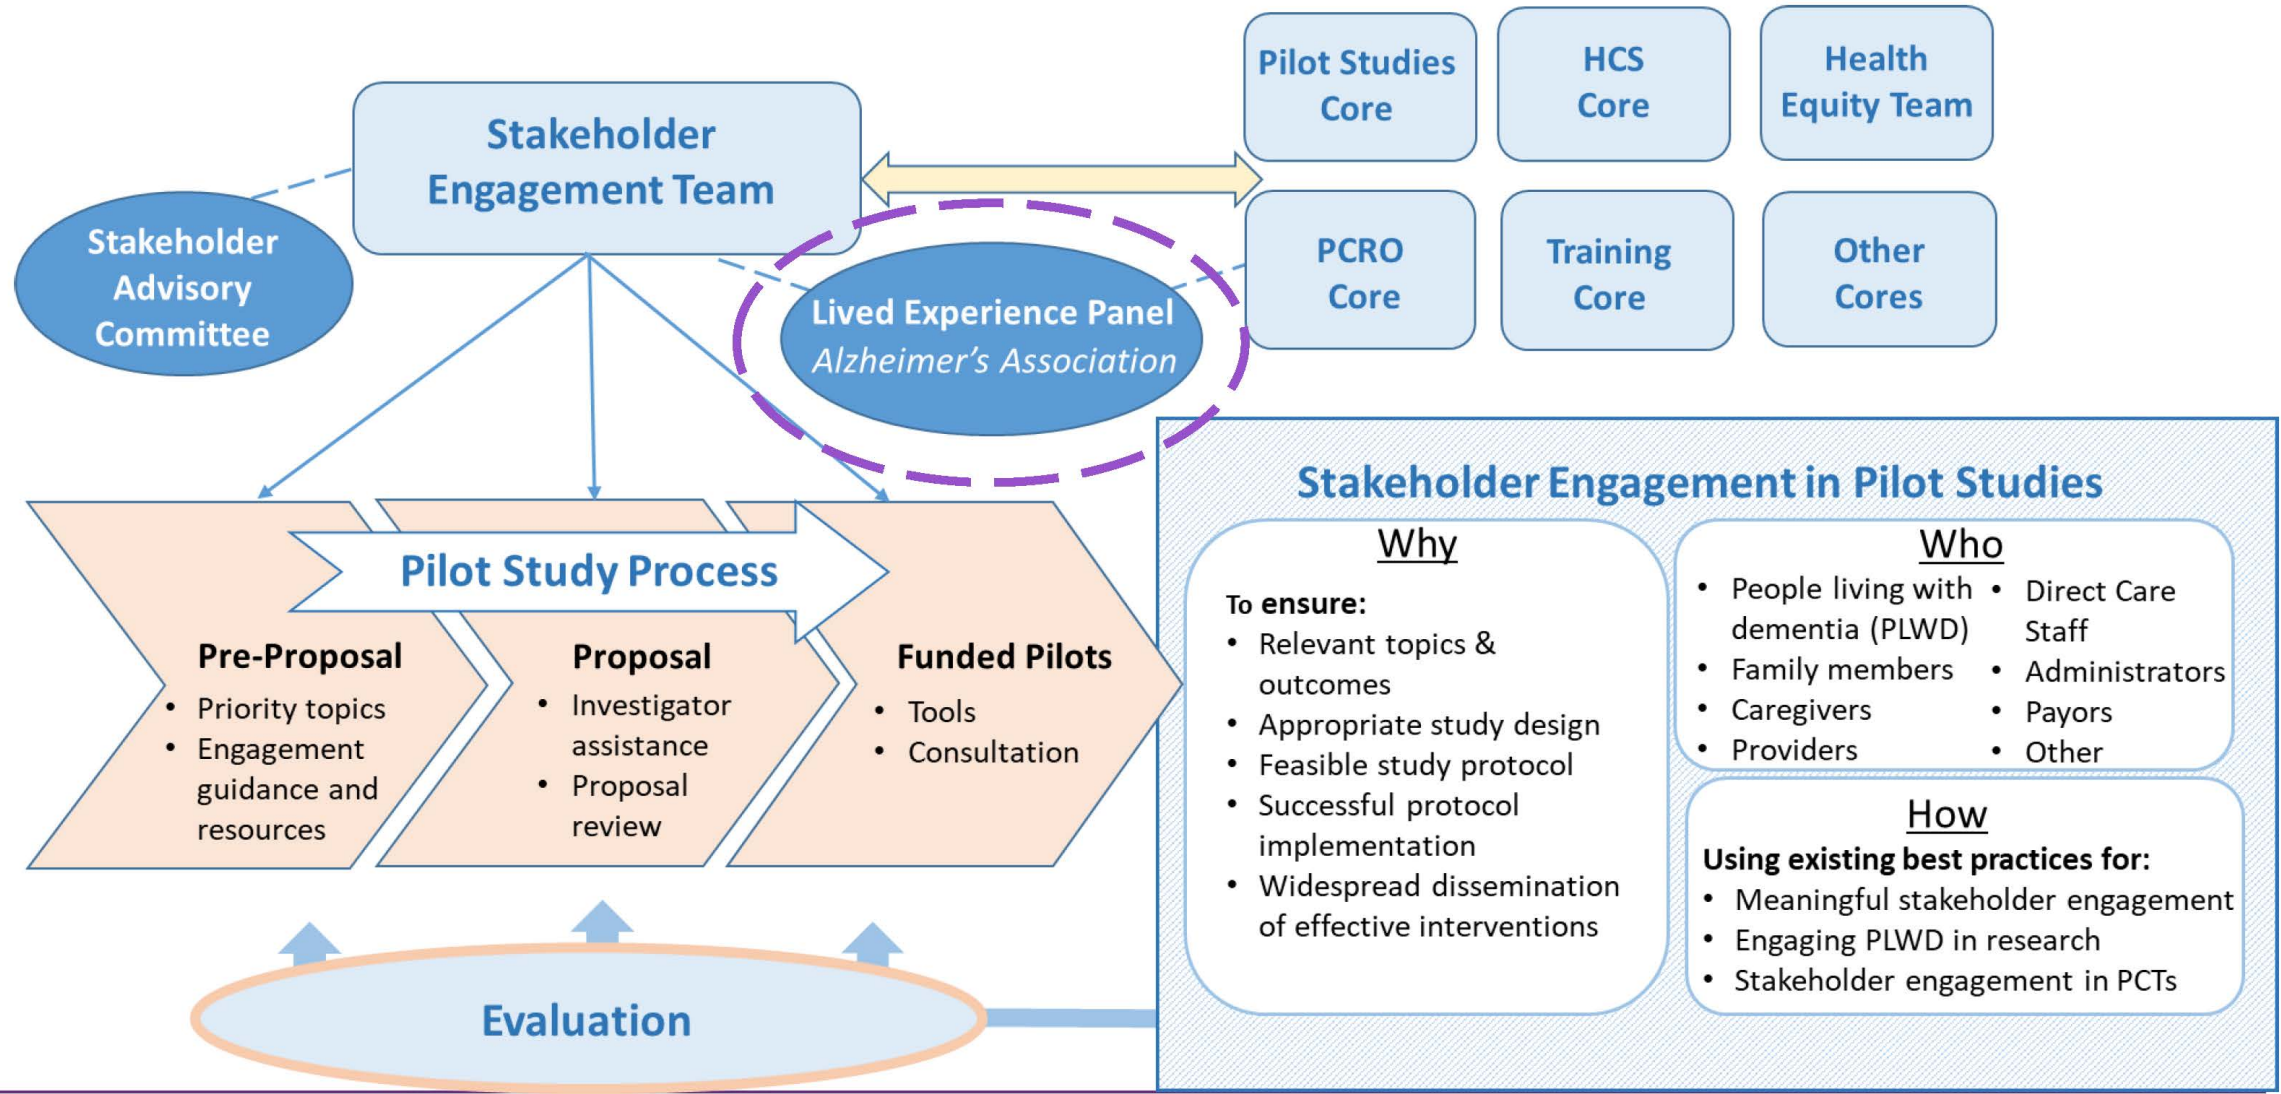 Stakeholder
Engagement Team
Pilot Studies
Core
HCS
Core
Health
Equity Team
PCRO
Core
Training
Core
Other
Cores
Stakeholder
Advisory
Committee
Lived Experience Panel
Alzheimer's Association
Pilot Study Process
Pre-Proposal
• Priority topics
• Engagement
guidance and
resources
Proposal
• Investigator
assistance
• Proposal
review
Funded Pilots
• Tools
• Consultation
Evaluation
Stakeholder Engagement in Pilot Studies
Why
To ensure:
• Relevant topics &
outcomes
• Appropriate study design
• Feasible study protocol
• Successful protocol
implementation
• Widespread dissemination
of effective interventions
Who
• People living with
dementia (PLWD)
• Family members
• Caregivers
• Providers
• Direct Care
Staff
• Administrators
• Payors
• Other
How
Using existing best practices for:
• Meaningful stakeholder engagement
• Engaging PLWD in research
• Stakeholder engagement in PCTs